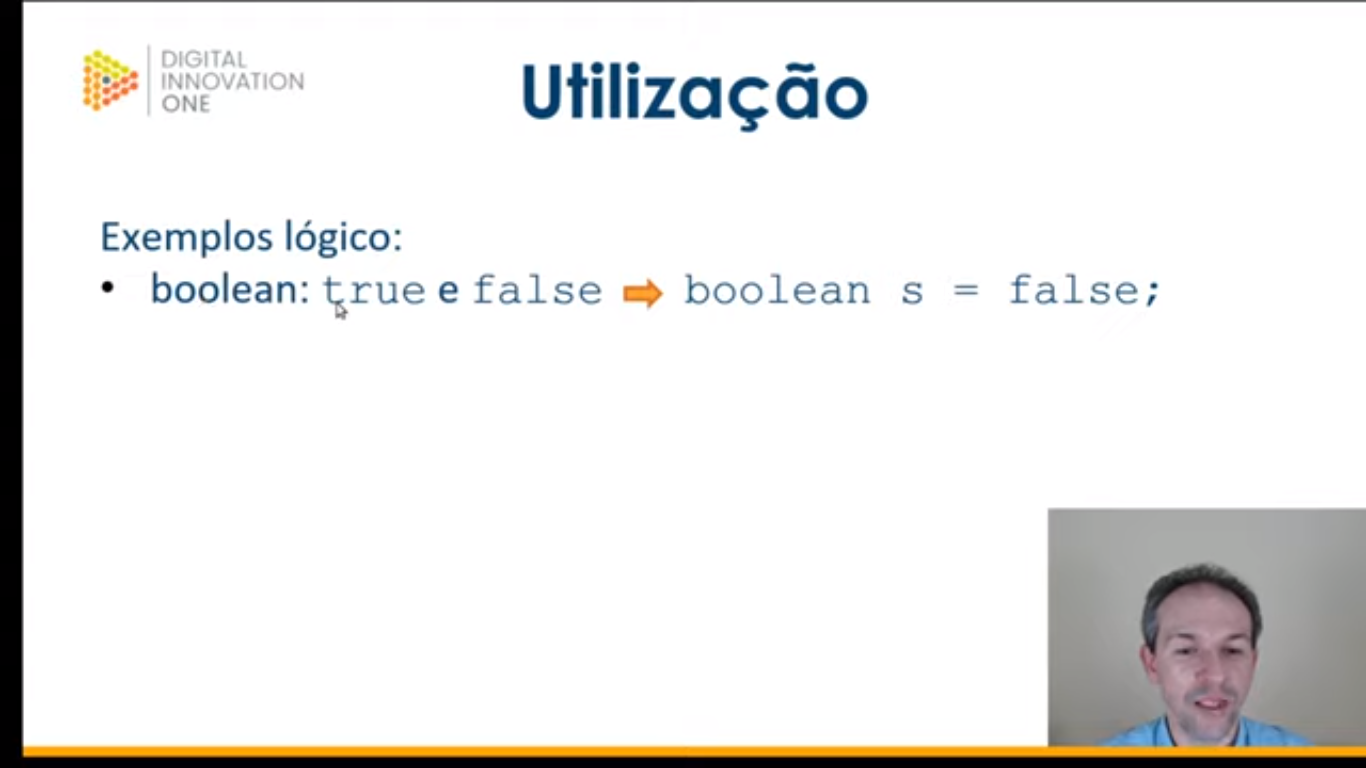 DIGITAL
INNOVATION
ONE
Utilização
Exemplos lógico:
• boolean: true e false ➡ boolean s = false;